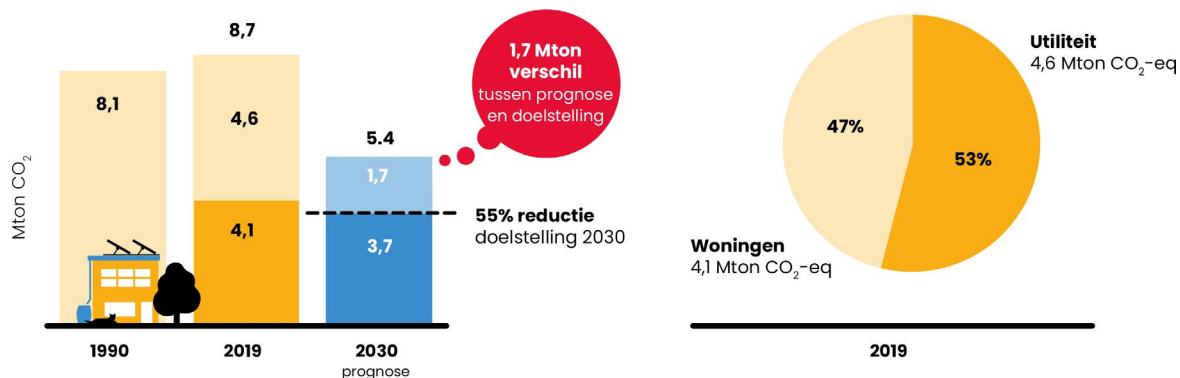 8,7
8,1
4,6
4,1
5.4
1,7
3,7
1,7 Mton
verschil
tussen prognose
en doelstelling
55% reductie
doelstelling 2030
Mton CO₂
1990
2019
2030
prognose
Utiliteit
4,6 Mton CO₂-eq
47%
53%
Woningen
4,1 Mton CO₂-eq
2019